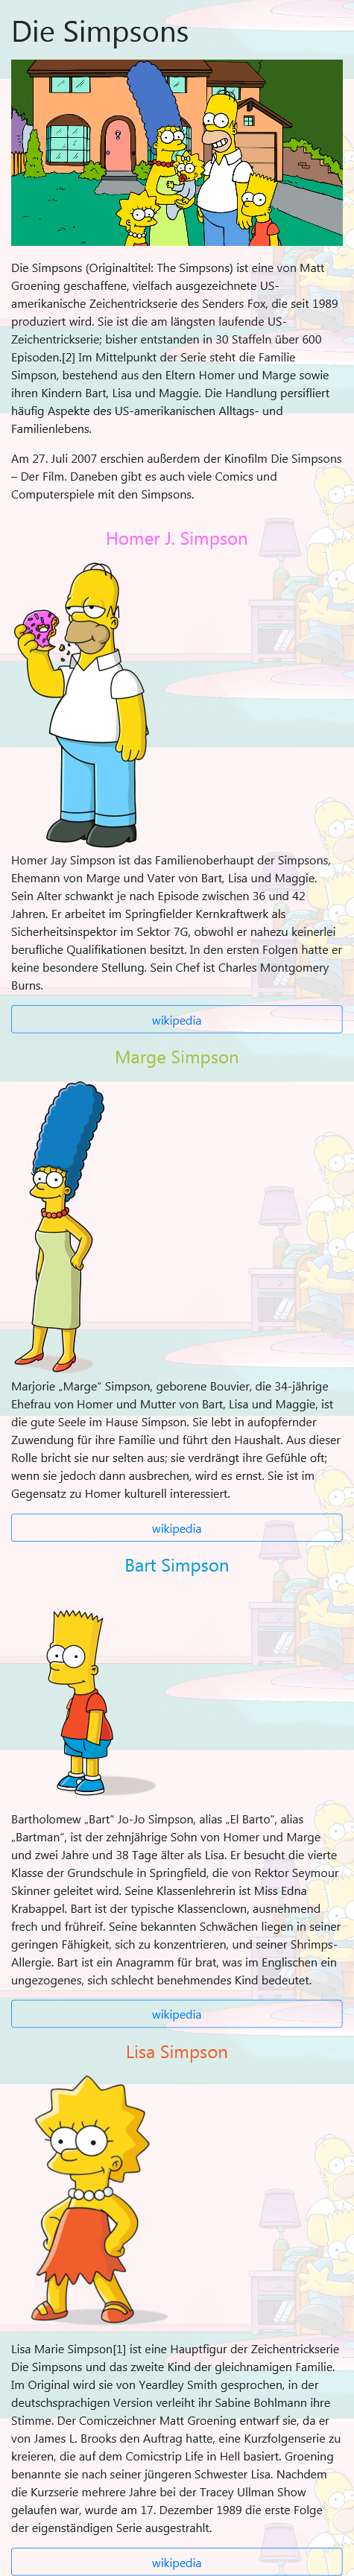 Die Simpsons
Die Simpsons (Originaltitel: The Simpsons) ist eine von Matt
Groening geschaffene, vielfach ausgezeichnete US-
amerikanische Zeichentrickserie des Senders Fox, die seit 1989
produziert wird. Sie ist die am längsten laufende US-
Zeichentrickserie; bisher entstanden in 30 Staffeln über 600
Episoden.[2] Im Mittelpunkt der Serie steht die Familie
Simpson, bestehend aus den Eltern Homer und Marge sowie
ihren Kindern Bart, Lisa und Maggie. Die Handlung persifliert
häufig Aspekte des US-amerikanischen Alltags- und
Familienlebens.
Am 27. Juli 2007 erschien außerdem der Kinofilm Die Simpsons
– Der Film. Daneben gibt es auch viele Comics und
Computerspiele mit den Simpsons.
Homer J. Simpson
Homer Jay Simpson ist das Familienoberhaupt der Simpsons,
Ehemann von Marge und Vater von Bart, Lisa und Maggie.
Sein Alter schwankt je nach Episode zwischen 36 und 42
Jahren. Er arbeitet im Springfielder Kernkraftwerk als
Sicherheitsinspektor im Sektor 7G, obwohl er nahezu keinerlei
berufliche Qualifikationen besitzt. In den ersten Folgen hatte er
keine besondere Stellung. Sein Chef ist Charles Montgomery
Burns.
wikipedia
Marge Simpson
Marjorie „Marge“ Simpson, geborene Bouvier, die 34-jährige
Ehefrau von Homer und Mutter von Bart, Lisa und Maggie, ist
die gute Seele im Hause Simpson. Sie lebt in aufopfernder
Zuwendung für ihre Familie und führt den Haushalt. Aus dieser
Rolle bricht sie nur selten aus; sie verdrängt ihre Gefühle oft;
wenn sie jedoch dann ausbrechen, wird es ernst. Sie ist im
Gegensatz zu Homer kulturell interessiert.
wikipedia
Bart Simpson
Bartholomew „Bart“ Jo-Jo Simpson, alias „El Barto“, alias
„Bartman“, ist der zehnjährige Sohn von Homer und Marge
und zwei Jahre und 38 Tage älter als Lisa. Er besucht die vierte
Klasse der Grundschule in Springfield, die von Rektor Seymour
Skinner geleitet wird. Seine Klassenlehrerin ist Miss Edna
Krabappel. Bart ist der typische Klassenclown, ausnehmend
frech und frühreif. Seine bekannten Schwächen liegen in seiner
geringen Fähigkeit, sich zu konzentrieren, und seiner Shrimps-
Allergie. Bart ist ein Anagramm für brat, was im Englischen ein
ungezogenes, sich schlecht benehmendes Kind bedeutet.
wikipedia
Lisa Simpson
Lisa Marie Simpson[1] ist eine Hauptfigur der Zeichentrickserie
Die Simpsons und das zweite Kind der gleichnamigen Familie.
Im Original wird sie von Yeardley Smith gesprochen, in der
deutschsprachigen Version verleiht ihr Sabine Bohlmann ihre
Stimme. Der Comiczeichner Matt Groening entwarf sie, da er
von James L. Brooks den Auftrag hatte, eine Kurzfolgenserie zu
kreieren, die auf dem Comicstrip Life in Hell basiert. Groening
benannte sie nach seiner jüngeren Schwester Lisa. Nachdem
die Kurzserie mehrere Jahre bei der Tracey Ullman Show
gelaufen war, wurde am 17. Dezember 1989 die erste Folge
der eigenständigen Serie ausgestrahlt.
wikipedia